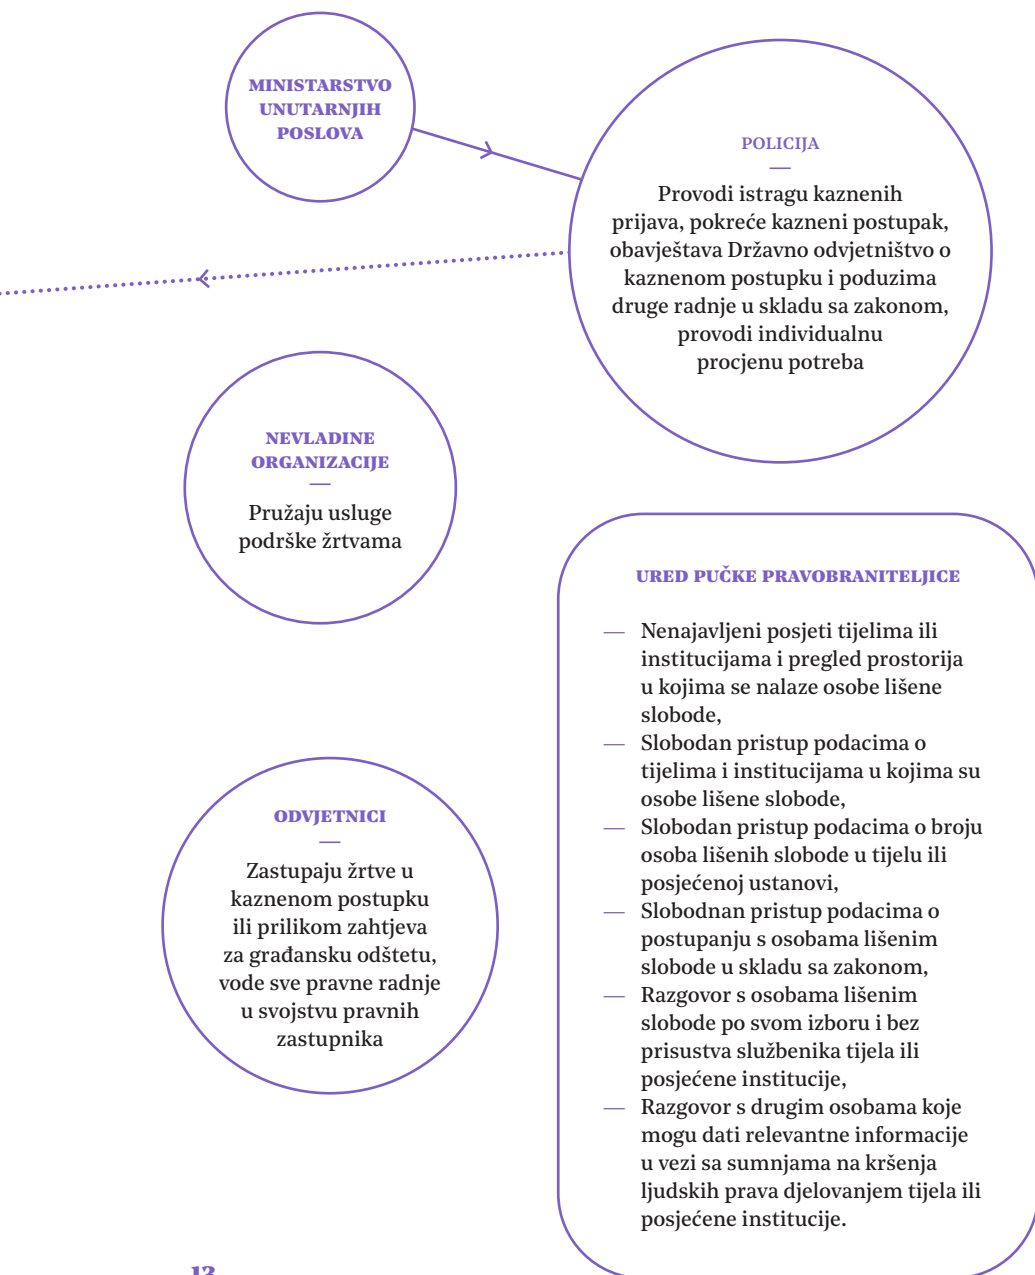 MINISTARSTVO
UNUTARNJIH
POSLOVA
POLICIJA
—
Provodi istragu kaznenih
prijava, pokreće kazneni postupak,
obavještava Državno odvjetništvo o
kaznenom postupku i poduzima
druge radnje u skladu sa zakonom,
provodi individualnu
procjenu potreba
NEVLADINE
ORGANIZACIJE
—
Pružaju usluge
podrške žrtvama
ODVJETNICI
—
Zastupaju žrtve u
kaznenom postupku
ili prilikom zahtjeva
za građansku odštetu,
vode sve pravne radnje
u svojstvu pravnih
zastupnika
URED PUČKE PRAVOBRANITELJICE
— Nenajavljeni posjeti tijelima ili
institucijama i pregled prostorija
u kojima se nalaze osobe lišene
slobode,
— Slobodan pristup podacima o
tijelima i institucijama u kojima su
osobe lišene slobode,
— Slobodan pristup podacima o broju
osoba lišenih slobode u tijelu ili
posjećenoj ustanovi,
— Slobodnan pristup podacima o
postupanju s osobama lišenim
slobode u skladu sa zakonom,
— Razgovor s osobama lišenim
slobode po svom izboru i bez
prisustva službenika tijela ili
posjećene institucije,
— Razgovor s drugim osobama koje
mogu dati relevantne informacije
u vezi sa sumnjama na kršenja
ljudskih prava djelovanjem tijela ili
posjećene institucije.